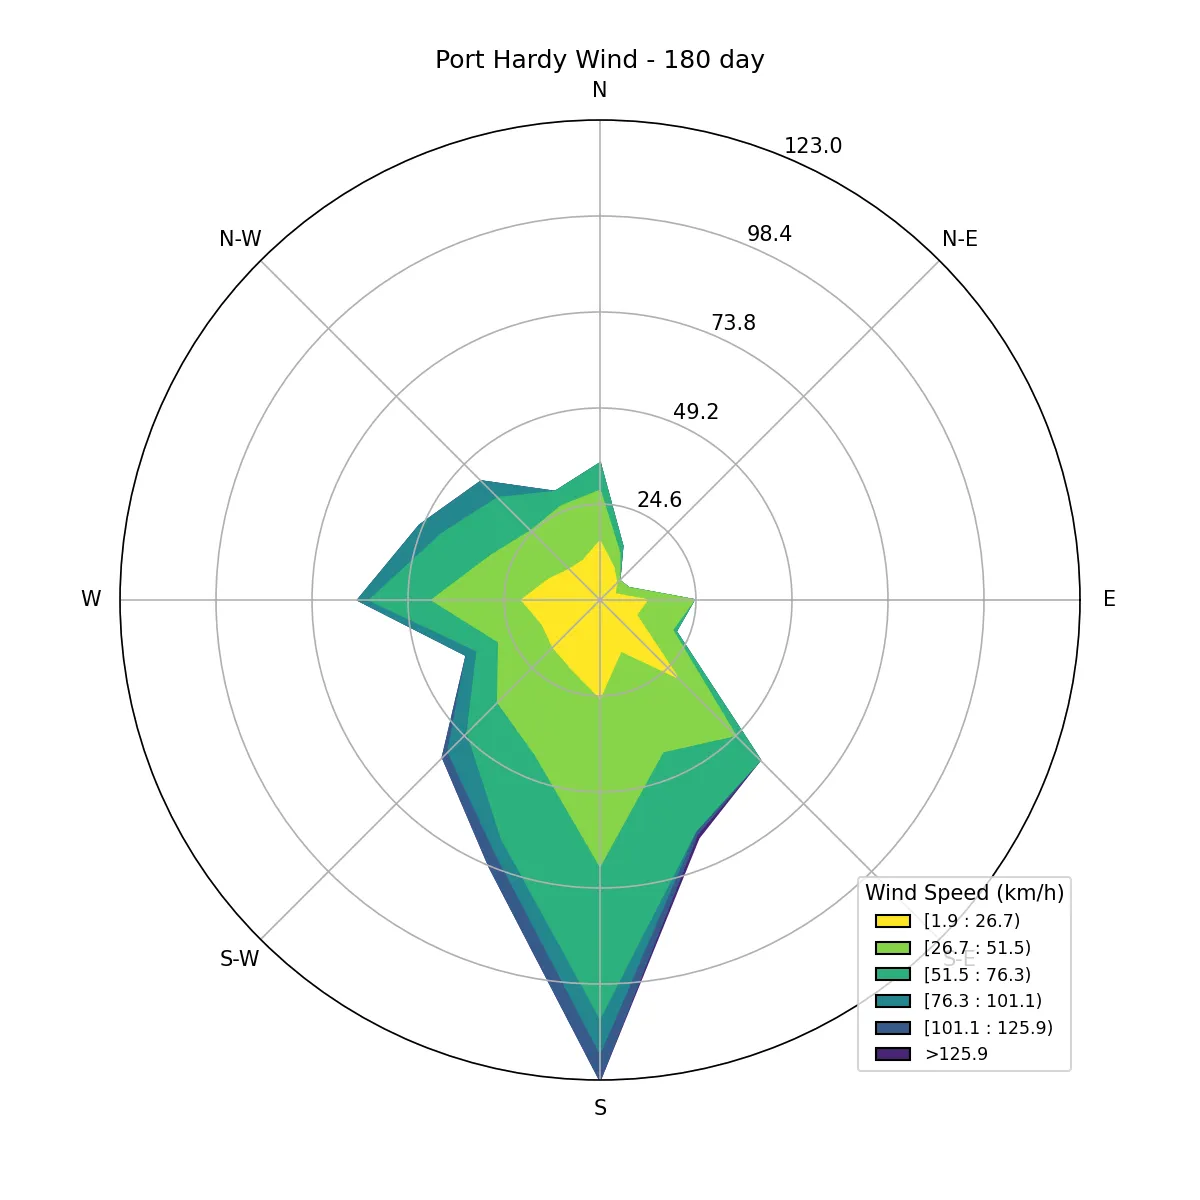 Port Hardy Wind - 180 day
N
123.0
98.4
N-W
N-E
73.8
49.2
24.6
W
E
Wind Speed (km/h)
[1.9 : 26.7)
[26.7 : 51.5)
S-W
S-E
[51.5 : 76.3)
[76.3 : 101.1)
[101.1 : 125.9)
>125.9
S